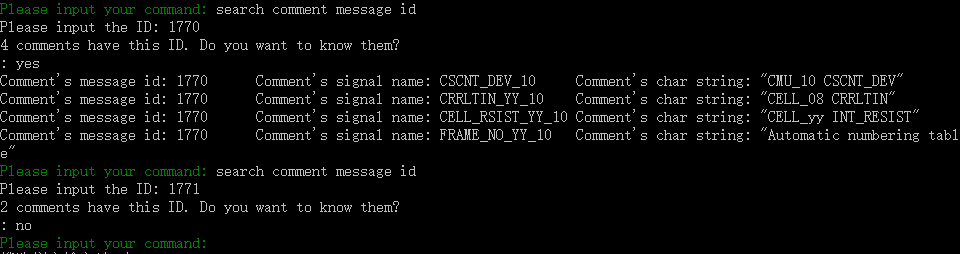 Please input your command: search comment message id
Please input the ID: 1770
4 comments have this ID. Do you want to know them?
: yes
Comment's message id: 1770 Comment's signal name: CSCNT_DEV_10 Comment's char string: "CMU_10 CSCNT_DEV"
Comment's message id: 1770 Comment's signal name: CRRLTIN_YY_10 Comment's char string: "CELL_08 CRRLTIN"
Comment's message id: 1770 Comment's signal name: CELL_RSIST_YY_10 Comment's char string: "CELL_yy INT_RESIST"
Comment's message id: 1770 Comment's signal name: FRAME_NO_YY_10 Comment's char string: "Automatic numbering tabl
e"
Please input your command: search comment message id
Please input the ID: 1771
2 comments have this ID. Do you want to know them?
: no
Please input your command: